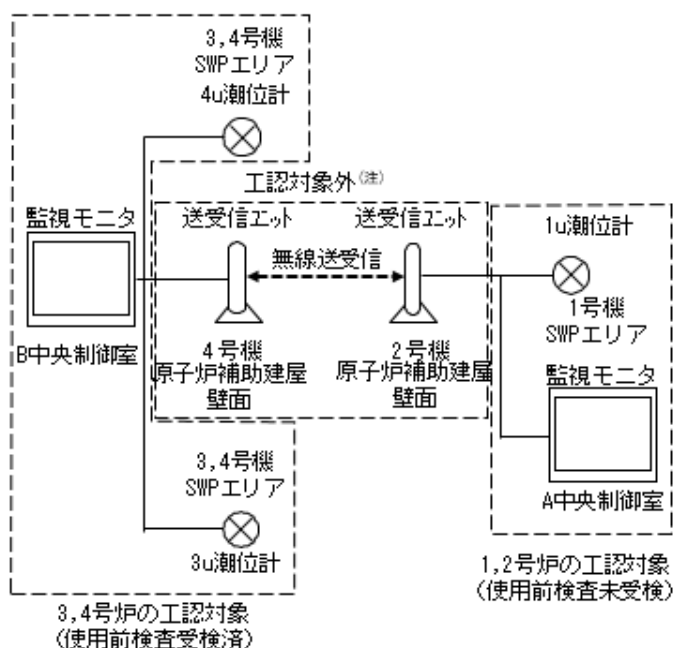 3,4号機
SWPエリア
4u潮位計
工認対象外(注)
監視モニタ
B中央制御室
送受信ユニット
無線送受信
送受信ユニット
4号機
原子炉補助建屋
壁面
2号機
原子炉補助建屋
壁面
1u潮位計
1号機
SWPエリア
監視モニタ
A中央制御室
3,4号機
SWPエリア
3u潮位計
1,2号炉の工認対象
(使用前検査未受検)
3,4号炉の工認対象
(使用前検査受検済)